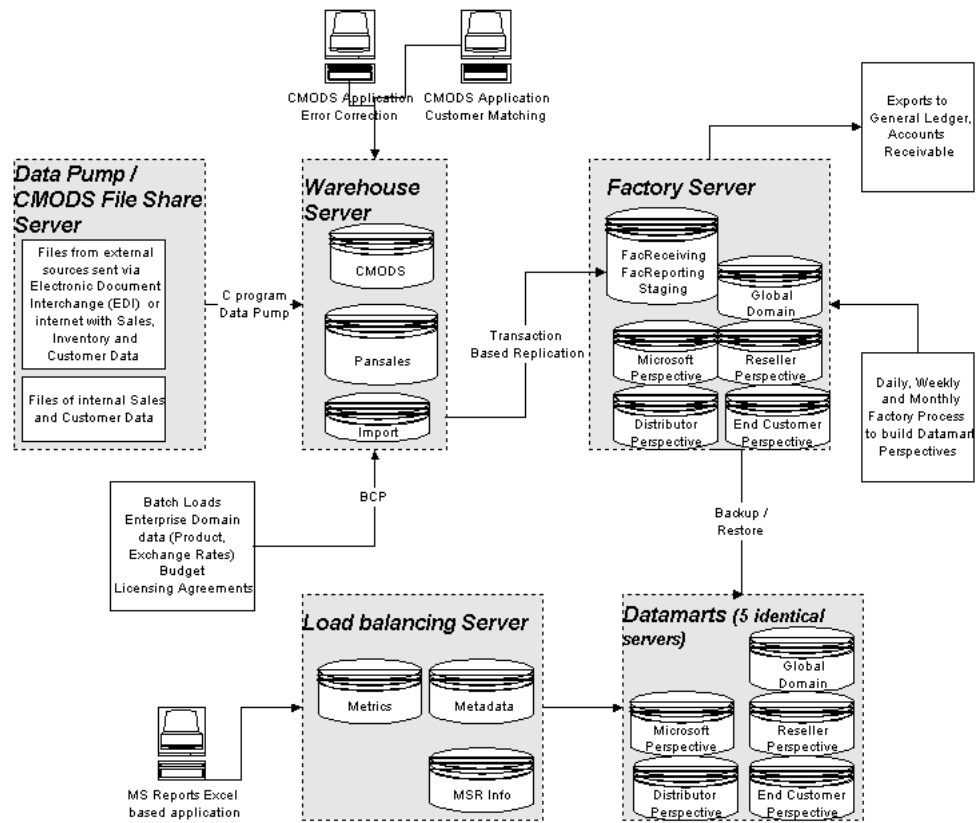 CMODS Application
Error Correction
CMODS Application
Customer Matching
Exports to
General Ledger,
Accounts
Receivable
Data Pump /
CMODS File Share
Server
Files from external
sources sent via
Electronic Document
Interchange (EDI) or
internet with Sales,
Inventory and
Customer Data
Files of internal Sales
and Customer Data
C program
Data Pump
Warehouse
Server
CMODS
Pansales
Import
Transaction
Based Replication
Factory Server
FacReceiving
FacReporting
Staging
Global
Domain
Microsoft
Perspective
Reseller
Perspective
Distributor
Perspective
End Customer
Perspective
Daily, Weekly
and Monthly
Factory Process
to build Datamart
Perspectives
Batch Loads
Enterprise Domain
data (Product,
Exchange Rates)
Budget
Licensing Agreements
BCP
Backup /
Restore
Load balancing Server
Metrics
Metadata
MSR Info
MS Reports Excel
based application
Datamarts (5 identical
servers)
Global
Domain
Microsoft
Perspective
Reseller
Perspective
Distributor
Perspective
End Customer
Perspective